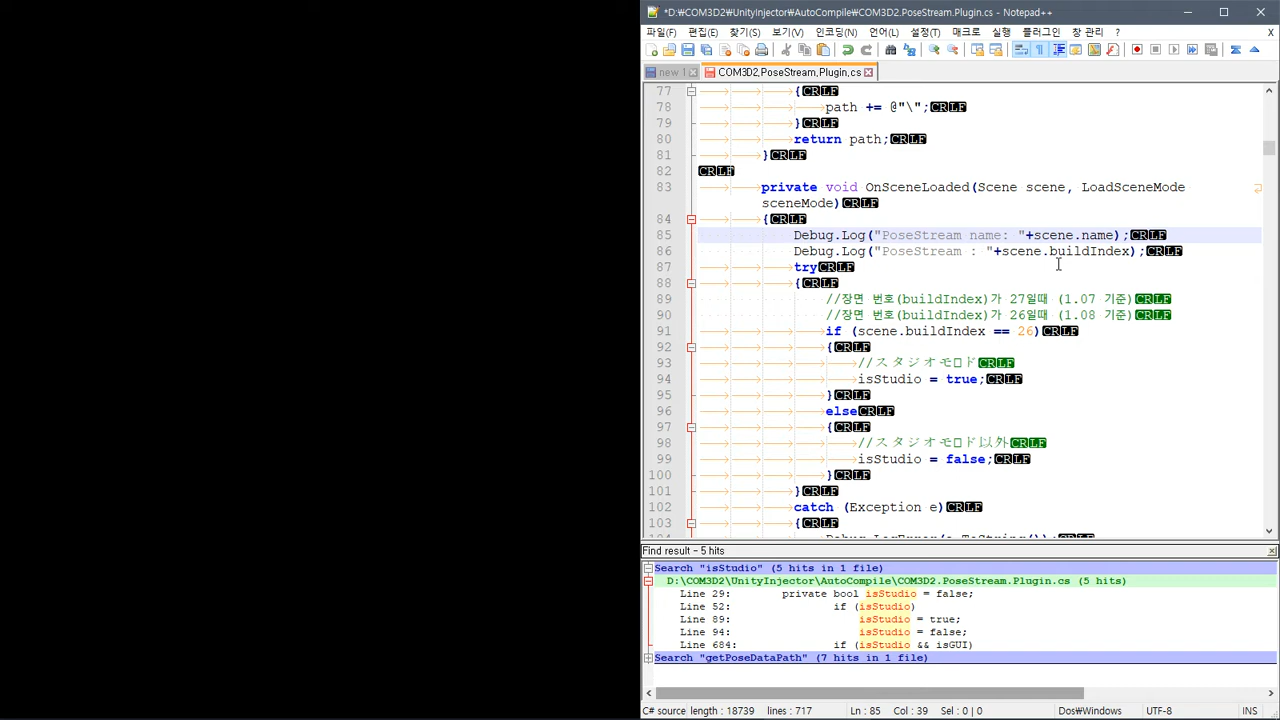 *D:₩COM3D2₩UnityInjector₩AutoCompile₩COM3D2.PoseStream.Plugin.cs - Notepad++
파일(F) 편집(E) 찾기(S) 보기(V) 인코딩(N) 언어(L) 설정(T) 매크로 실행 플러그인 창 관리 ? X
new 1 COM3D2.PoseStream.Plugin.cs
77 {CRLF
78 path += @"\";CRLF
79 }CRLF
80 return path;CRLF
81 }CRLF
82 CRLF
83 private void OnSceneLoaded(Scene scene, LoadSceneMode
sceneMode)CRLF
84 {CRLF
85 Debug.Log("PoseStream name: "+scene.name);CRLF
86 Debug.Log("PoseStream : "+scene.buildIndex);CRLF
87 tryCRLF
88 {CRLF
89 //장면 번호(buildIndex)가 27일때 (1.07 기준)CRLF
90 //장면 번호(buildIndex)가 26일때 (1.08 기준)CRLF
91 if (scene.buildIndex == 26)CRLF
92 {CRLF
93 //スタジオモードCRLF
94 isStudio = true;CRLF
95 }CRLF
96 elseCRLF
97 {CRLF
98 //スタジオモード以外CRLF
99 isStudio = false;CRLF
100 }CRLF
101 }CRLF
102 catch (Exception e)CRLF
103 {CRLF
Find result - 5 hits
Search "isStudio" (5 hits in 1 file)
D:\COM3D2\UnityInjector\AutoCompile\COM3D2.PoseStream.Plugin.cs (5 hits)
Line 29: private bool isStudio = false;
Line 52: if (isStudio)
Line 89: isStudio = true;
Line 94: isStudio = false;
Line 684: if (isStudio && isGUI)
Search "getPoseDataPath" (7 hits in 1 file)
C# source length : 18739 lines : 717 Ln : 85 Col : 39 Sel : 0 | 0 Dos₩Windows UTF-8 INS